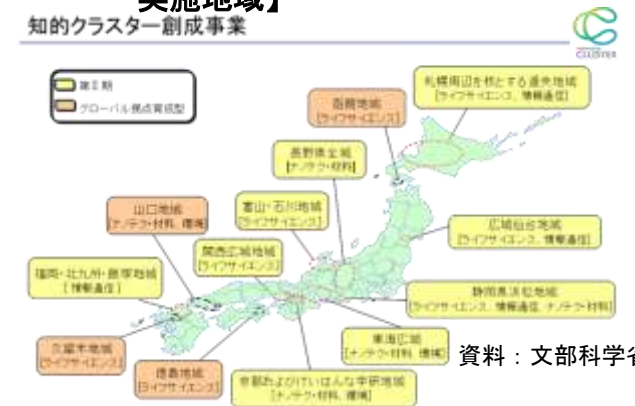 実施地域】
知的クラスター創成事業
CLUSTER
第Ⅱ期
グローバル拠点育成型
札幌周辺を核とする道央地域
[ライフサイエンス、情報通信]
函館地域
[ライフサイエンス]
長野県全域
[ナノテク・材料]
山口地域
[ナノテク・材料、環境]
富山・石川地域
[ライフサイエンス]
広域仙台地域
[ライフサイエンス、情報通信]
関西広域地域
[ライフサイエンス]
福岡・北九州・飯塚地域
[情報通信]
静岡県浜松地域
[ライフサイエンス、情報通信、ナノテク・材料]
東海広域
[ナノテク・材料、環境]
資料：文部科学省
久留米地域
[ライフサイエンス]
徳島地域
[ライフサイエンス]
京都およびけいはんな学研地域
[ナノテク・材料、環境]